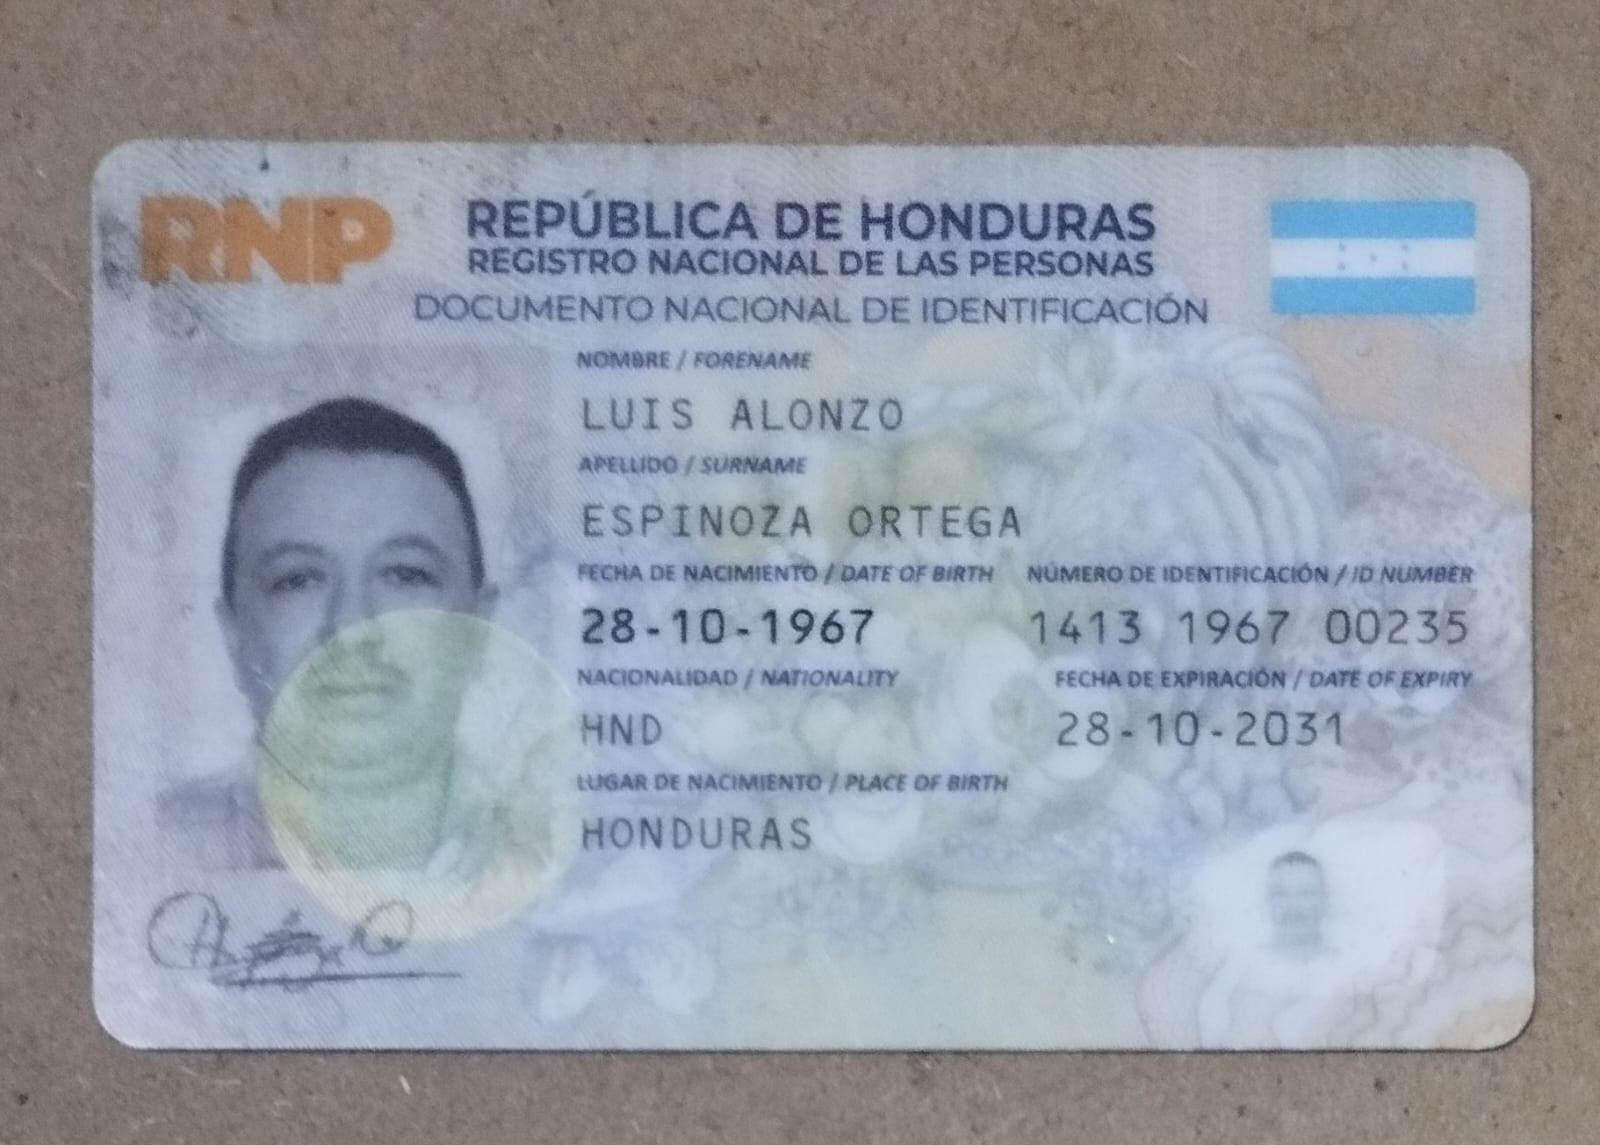 RNP
REPÚBLICA DE HONDURAS
REGISTRO NACIONAL DE LAS PERSONAS
DOCUMENTO NACIONAL DE IDENTIFICACIÓN
NOMBRE / FORENAME
LUIS ALONZO
APELLIDO / SURNAME
ESPINOZA ORTEGA
FECHA DE NACIMIENTO / DATE OF BIRTH NÚMERO DE IDENTIFICACIÓN / ID NUMBER
28-10-1967 1413 1967 00235
NACIONALIDAD / NATIONALITY FECHA DE EXPIRACIÓN / DATE OF EXPIRY
HND 28-10-2031
LUGAR DE NACIMIENTO / PLACE OF BIRTH
HONDURAS